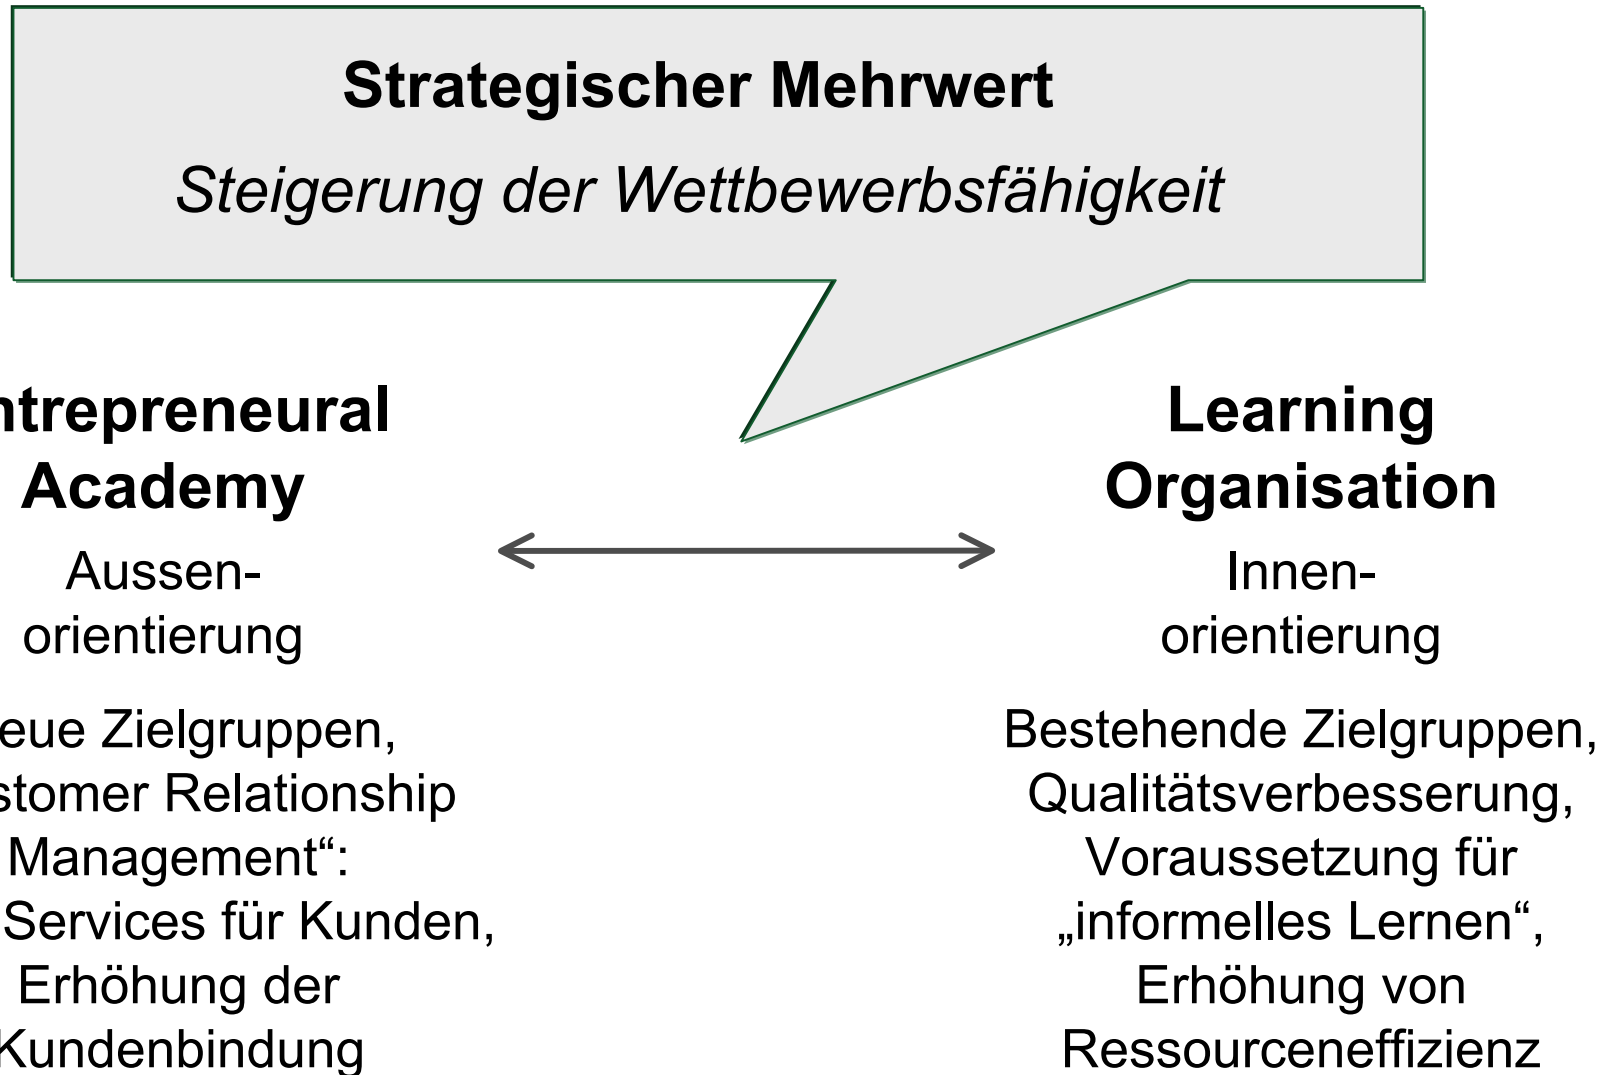 Strategischer Mehrwert
Steigerung der Wettbewerbsfähigkeit
ntrepreneural
Academy
Aussen-
orientierung
eue Zielgruppen,
stomer Relationship
Management“:
Services für Kunden,
Erhöhung der
Kundenbindung
Learning
Organisation
Innen-
orientierung
Bestehende Zielgruppen,
Qualitätsverbesserung,
Voraussetzung für
„informelles Lernen“,
Erhöhung von
Ressourceneffizienz